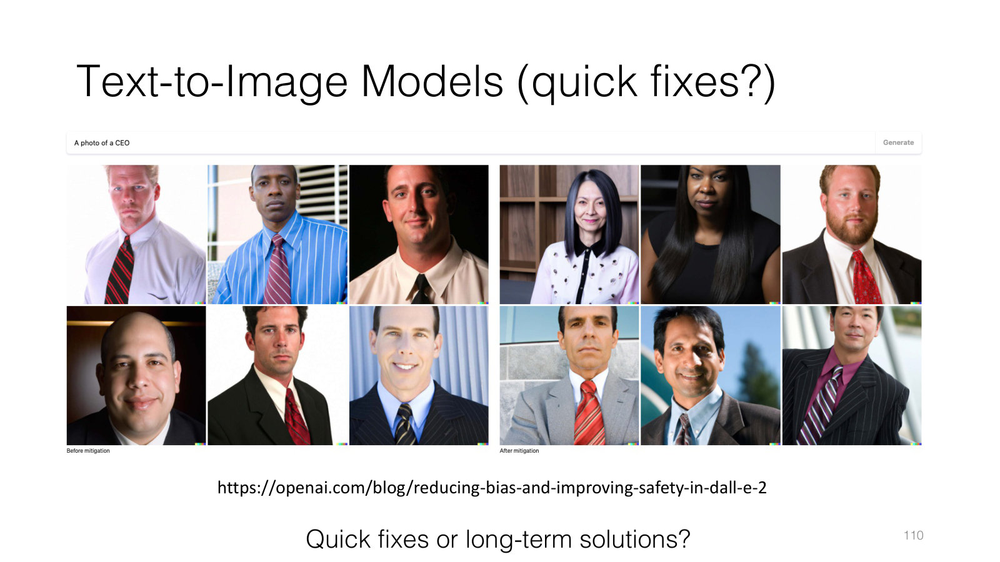 Text-to-Image Models (quick fixes?)
A photo of a CEO
Generate
Before mitigation
After mitigation
https://openai.com/blog/reducing-bias-and-improving-safety-in-dall-e-2
Quick fixes or long-term solutions?
110